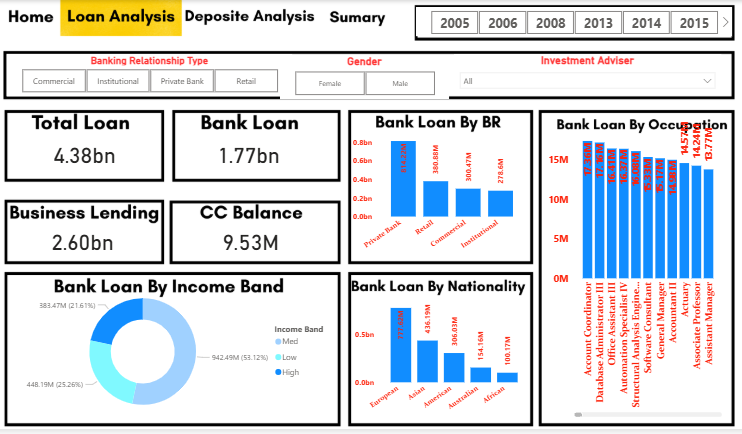 Home Loan Analysis Deposite Analysis Sumary
2005 2006 2008 2013 2014 2015
Banking Relationship Type
Commercial Institutional Private Bank Retail
Gender
Female Male
Investment Adviser
All
Total Loan
4.38bn
Bank Loan
1.77bn
Business Lending
2.60bn
CC Balance
9.53M
Bank Loan By BR
0.8bn
0.6bn
0.4bn
0.2bn
0.0bn
380.88M
300.47M
278.6M
Private Bank
Retail
Commercial
Institutional
Bank Loan By Occupation
15M
10M
5M
0M
14.57M
14.24M
13.77M
Account Coordinator
Database Administrator III
Office Assistant III
Automation Specialist IV
Structural Analysis Engine...
Software Consultant
General Manager
Accountant II
Actuary
Associate Professor
Assistant Manager
Bank Loan By Income Band
383.47M (21.61%)
448.19M (25.26%)
942.49M (53.12%)
Income Band
Med
Low
High
Bank Loan By Nationality
0.5bn
0.0bn
436.19M
306.03M
154.16M
100.17M
European
Asian
American
Australian
African